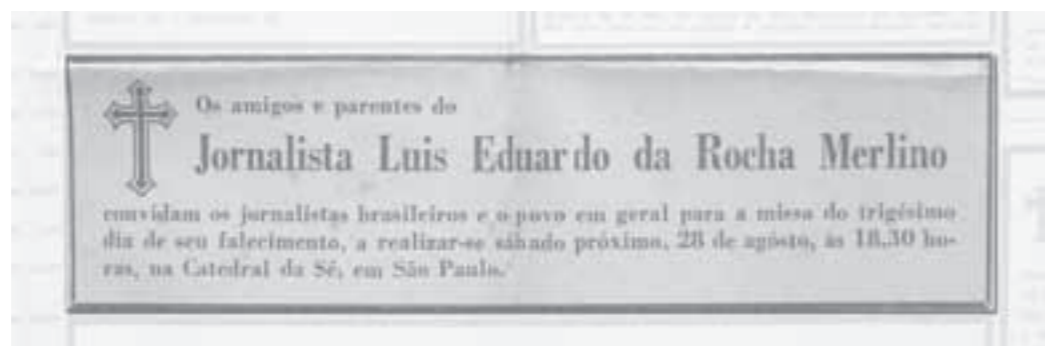 Os amigos e parentes do
Jornalista Luis Eduardo da Rocha Merlino
convidam os jornalistas brasileiros e o povo em geral para a missa do trigésimo
dia de seu falecimento, a realizar-se sábado próximo, 28 de agôsto, às 18,30 ho-
ras, na Catedral da Sé, em São Paulo.